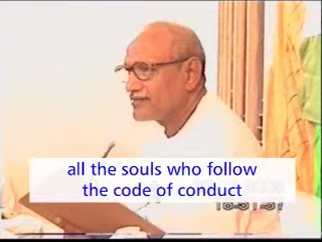 all the souls who follow
the code of conduct